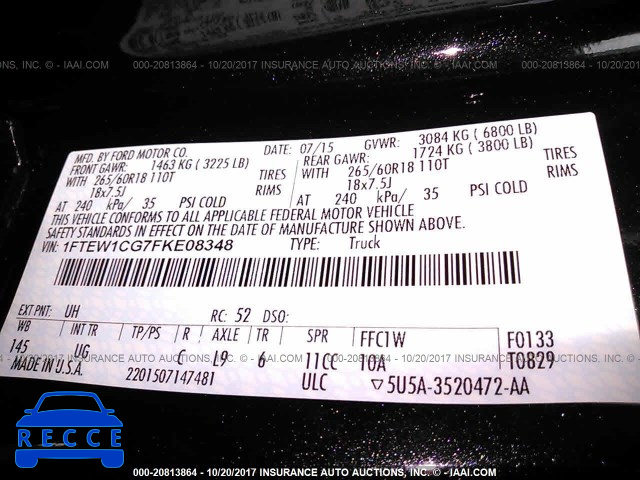 INSURANCE AUTO AUCTIONS, INC. - IAAI.COM
000-20813864 - 10/20/2017 INSURANCE AUTO AUCTIONS, INC. - IAAI.COM
000-20813864 - 10/20/2017
MFD. BY FORD MOTOR CO. DATE: 07/15 GVWR: 3084 KG ( 6800 LB)
FRONT GAWR: 1463 KG ( 3225 LB) REAR GAWR: 1724 KG ( 3800 LB)
WITH 265/60R18 110T TIRES WITH 265/60R18 110T TIRES
18x7.5J RIMS 18x7.5J RIMS
AT 240 kPa/ 35 PSI COLD AT 240 kPa/ 35 PSI COLD
THIS VEHICLE CONFORMS TO ALL APPLICABLE FEDERAL MOTOR VEHICLE
SAFETY STANDARDS IN EFFECT ON THE DATE OF MANUFACTURE SHOWN ABOVE.
VIN: 1FTEW1CG7FKE08348 TYPE: Truck
EXT PNT: UH RC: 52 DSO:
WB INT TR TP/PS R AXLE TR SPR FFC1W F0133
145 UG C L9 6 11CC 10A T0829
MADE IN U.S.A. 2201507147481 ULC ▽5U5A-3520472-AA
RECCE
000-20813864 - 10/20/2017 INSURANCE AUTO AUCTIONS, INC. - IAAI.COM